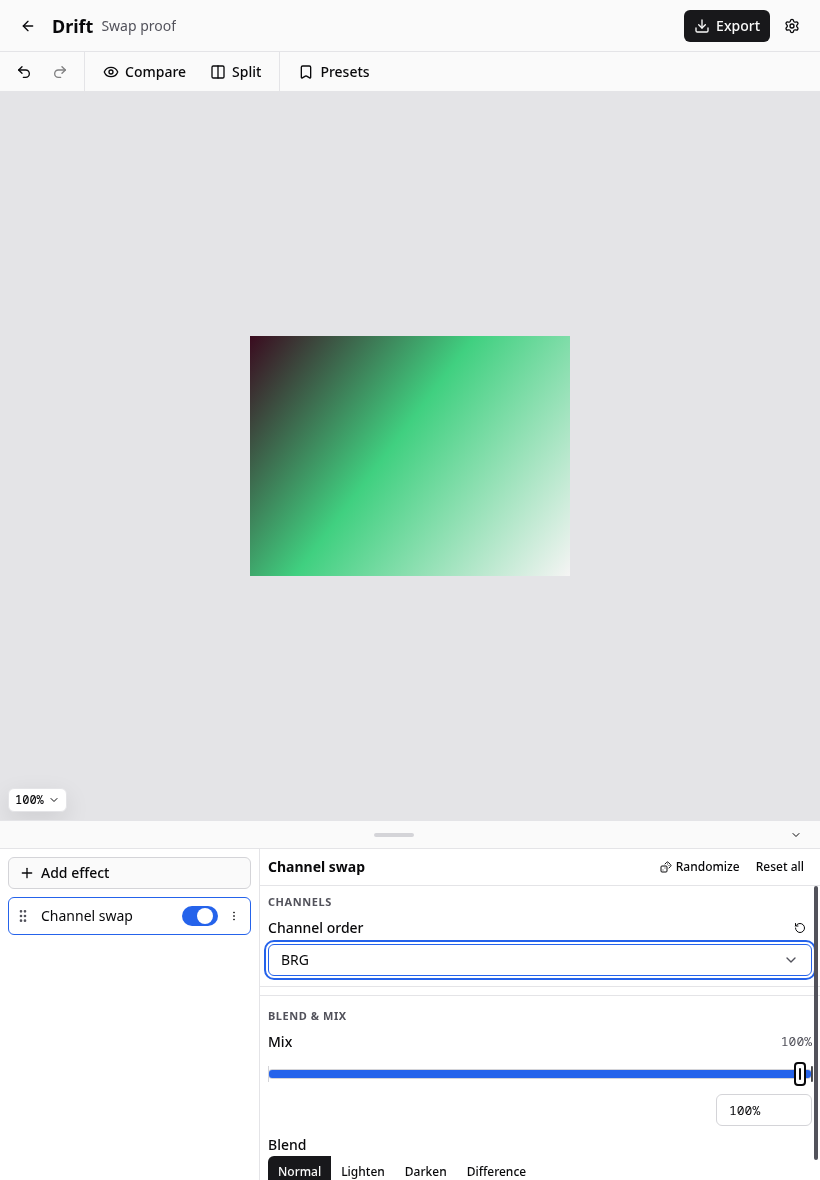 Drift Swap proof Export
Compare Split Presets
100%
Add effect
Channel swap
Channel swap Randomize Reset all
CHANNELS
Channel order
BRG
BLEND & MIX
Mix 100%
100%
Blend
Normal Lighten Darken Difference